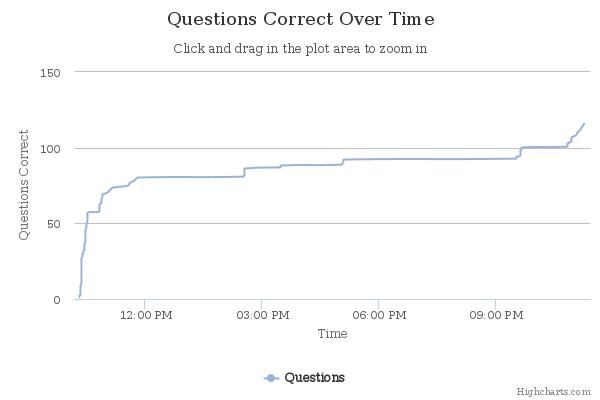 Questions Correct Over Time
Click and drag in the plot area to zoom in
Questions Correct
150
100
50
0
12:00 PM 03:00 PM 06:00 PM 09:00 PM
Time
Questions
Highcharts.com